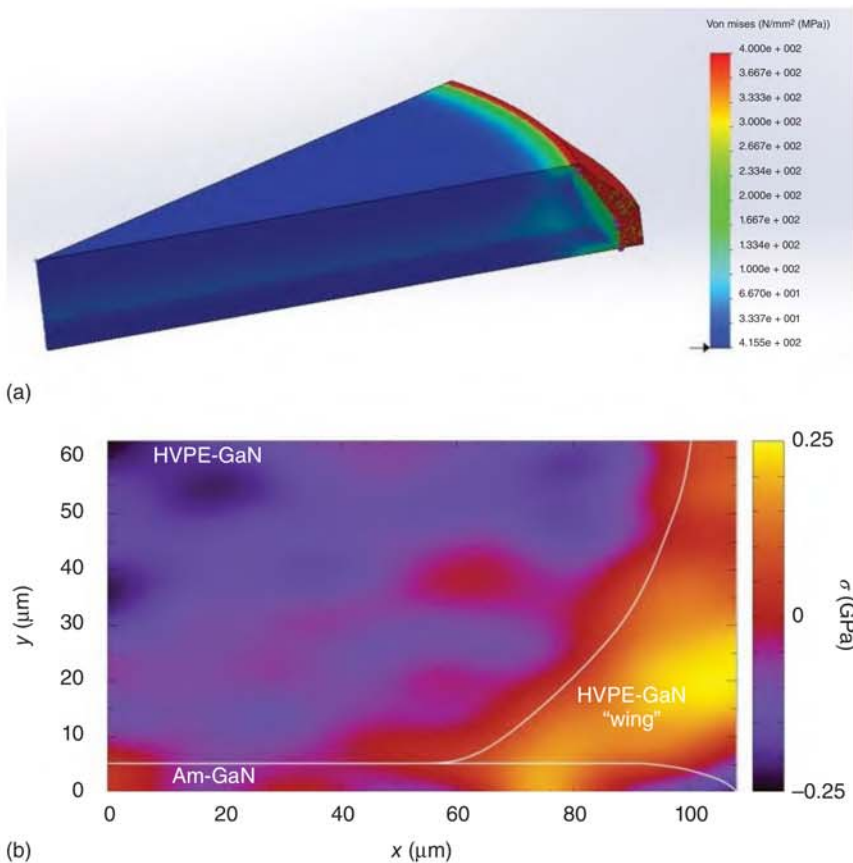 Von mises (N/mm² (MPa))
4.000e + 002
3.667e + 002
3.333e + 002
3.000e + 002
2.667e + 002
2.334e + 002
2.000e + 002
1.667e + 002
1.334e + 002
1.000e + 002
6.670e + 001
3.337e + 001
4.155e + 002
(a)
HVPE-GaN
HVPE-GaN
"wing"
Am-GaN
60
50
40
30
20
10
0
y (μm)
0
20
40
60
80
100
x (μm)
0.25
0
−0.25
σ (GPa)
(b)